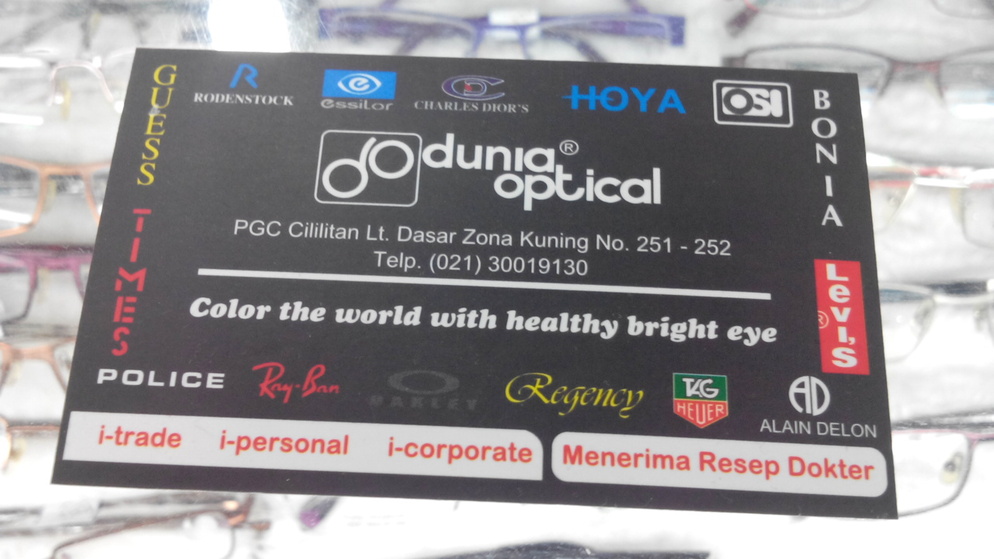 GUESS
RODENSTOCK
essilor
CHARLES DIOR'S
HOYA
OSI
BONIA
dunia®
optical
PGC Cililitan Lt. Dasar Zona Kuning No. 251 - 252
Telp. (021) 30019130
TIMES
Levi's
®
Color the world with healthy bright eye
POLICE
Ray-Ban
OAKLEY
Regency
TAG
HEUER
AD
ALAIN DELON
i-trade i-personal i-corporate
Menerima Resep Dokter